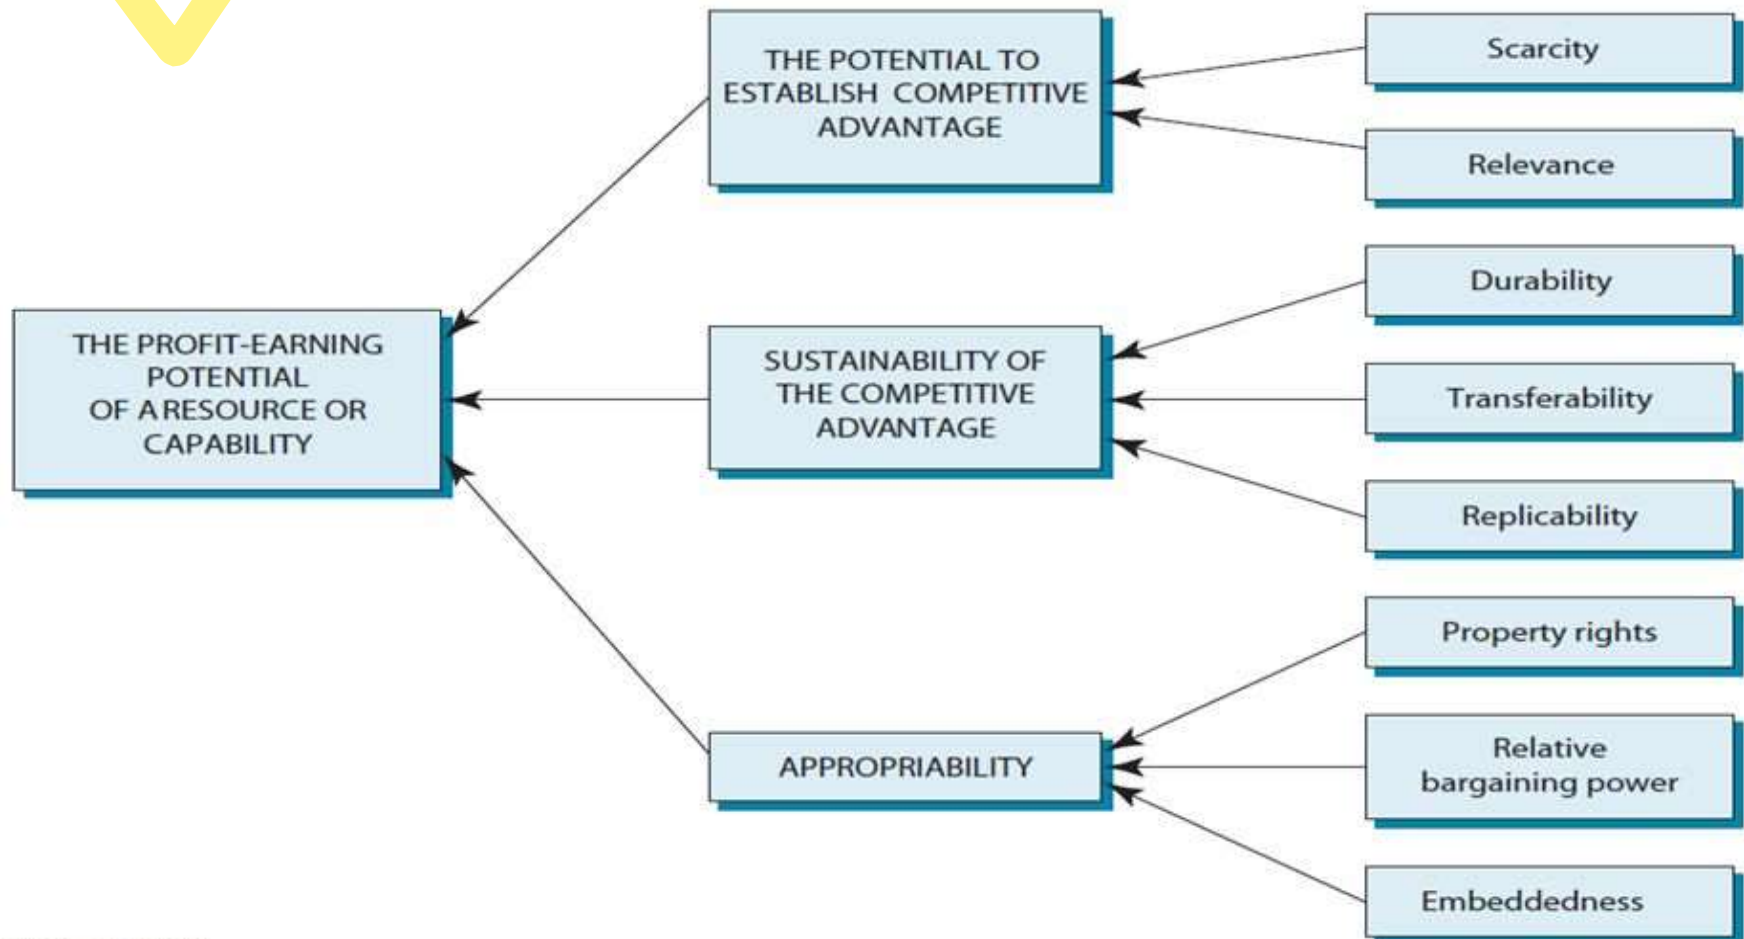 THE PROFIT-EARNING
POTENTIAL
OF A RESOURCE OR
CAPABILITY
THE POTENTIAL TO
ESTABLISH COMPETITIVE
ADVANTAGE
SUSTAINABILITY OF
THE COMPETITIVE
ADVANTAGE
APPROPRIABILITY
Scarcity
Relevance
Durability
Transferability
Replicability
Property rights
Relative
bargaining power
Embeddedness